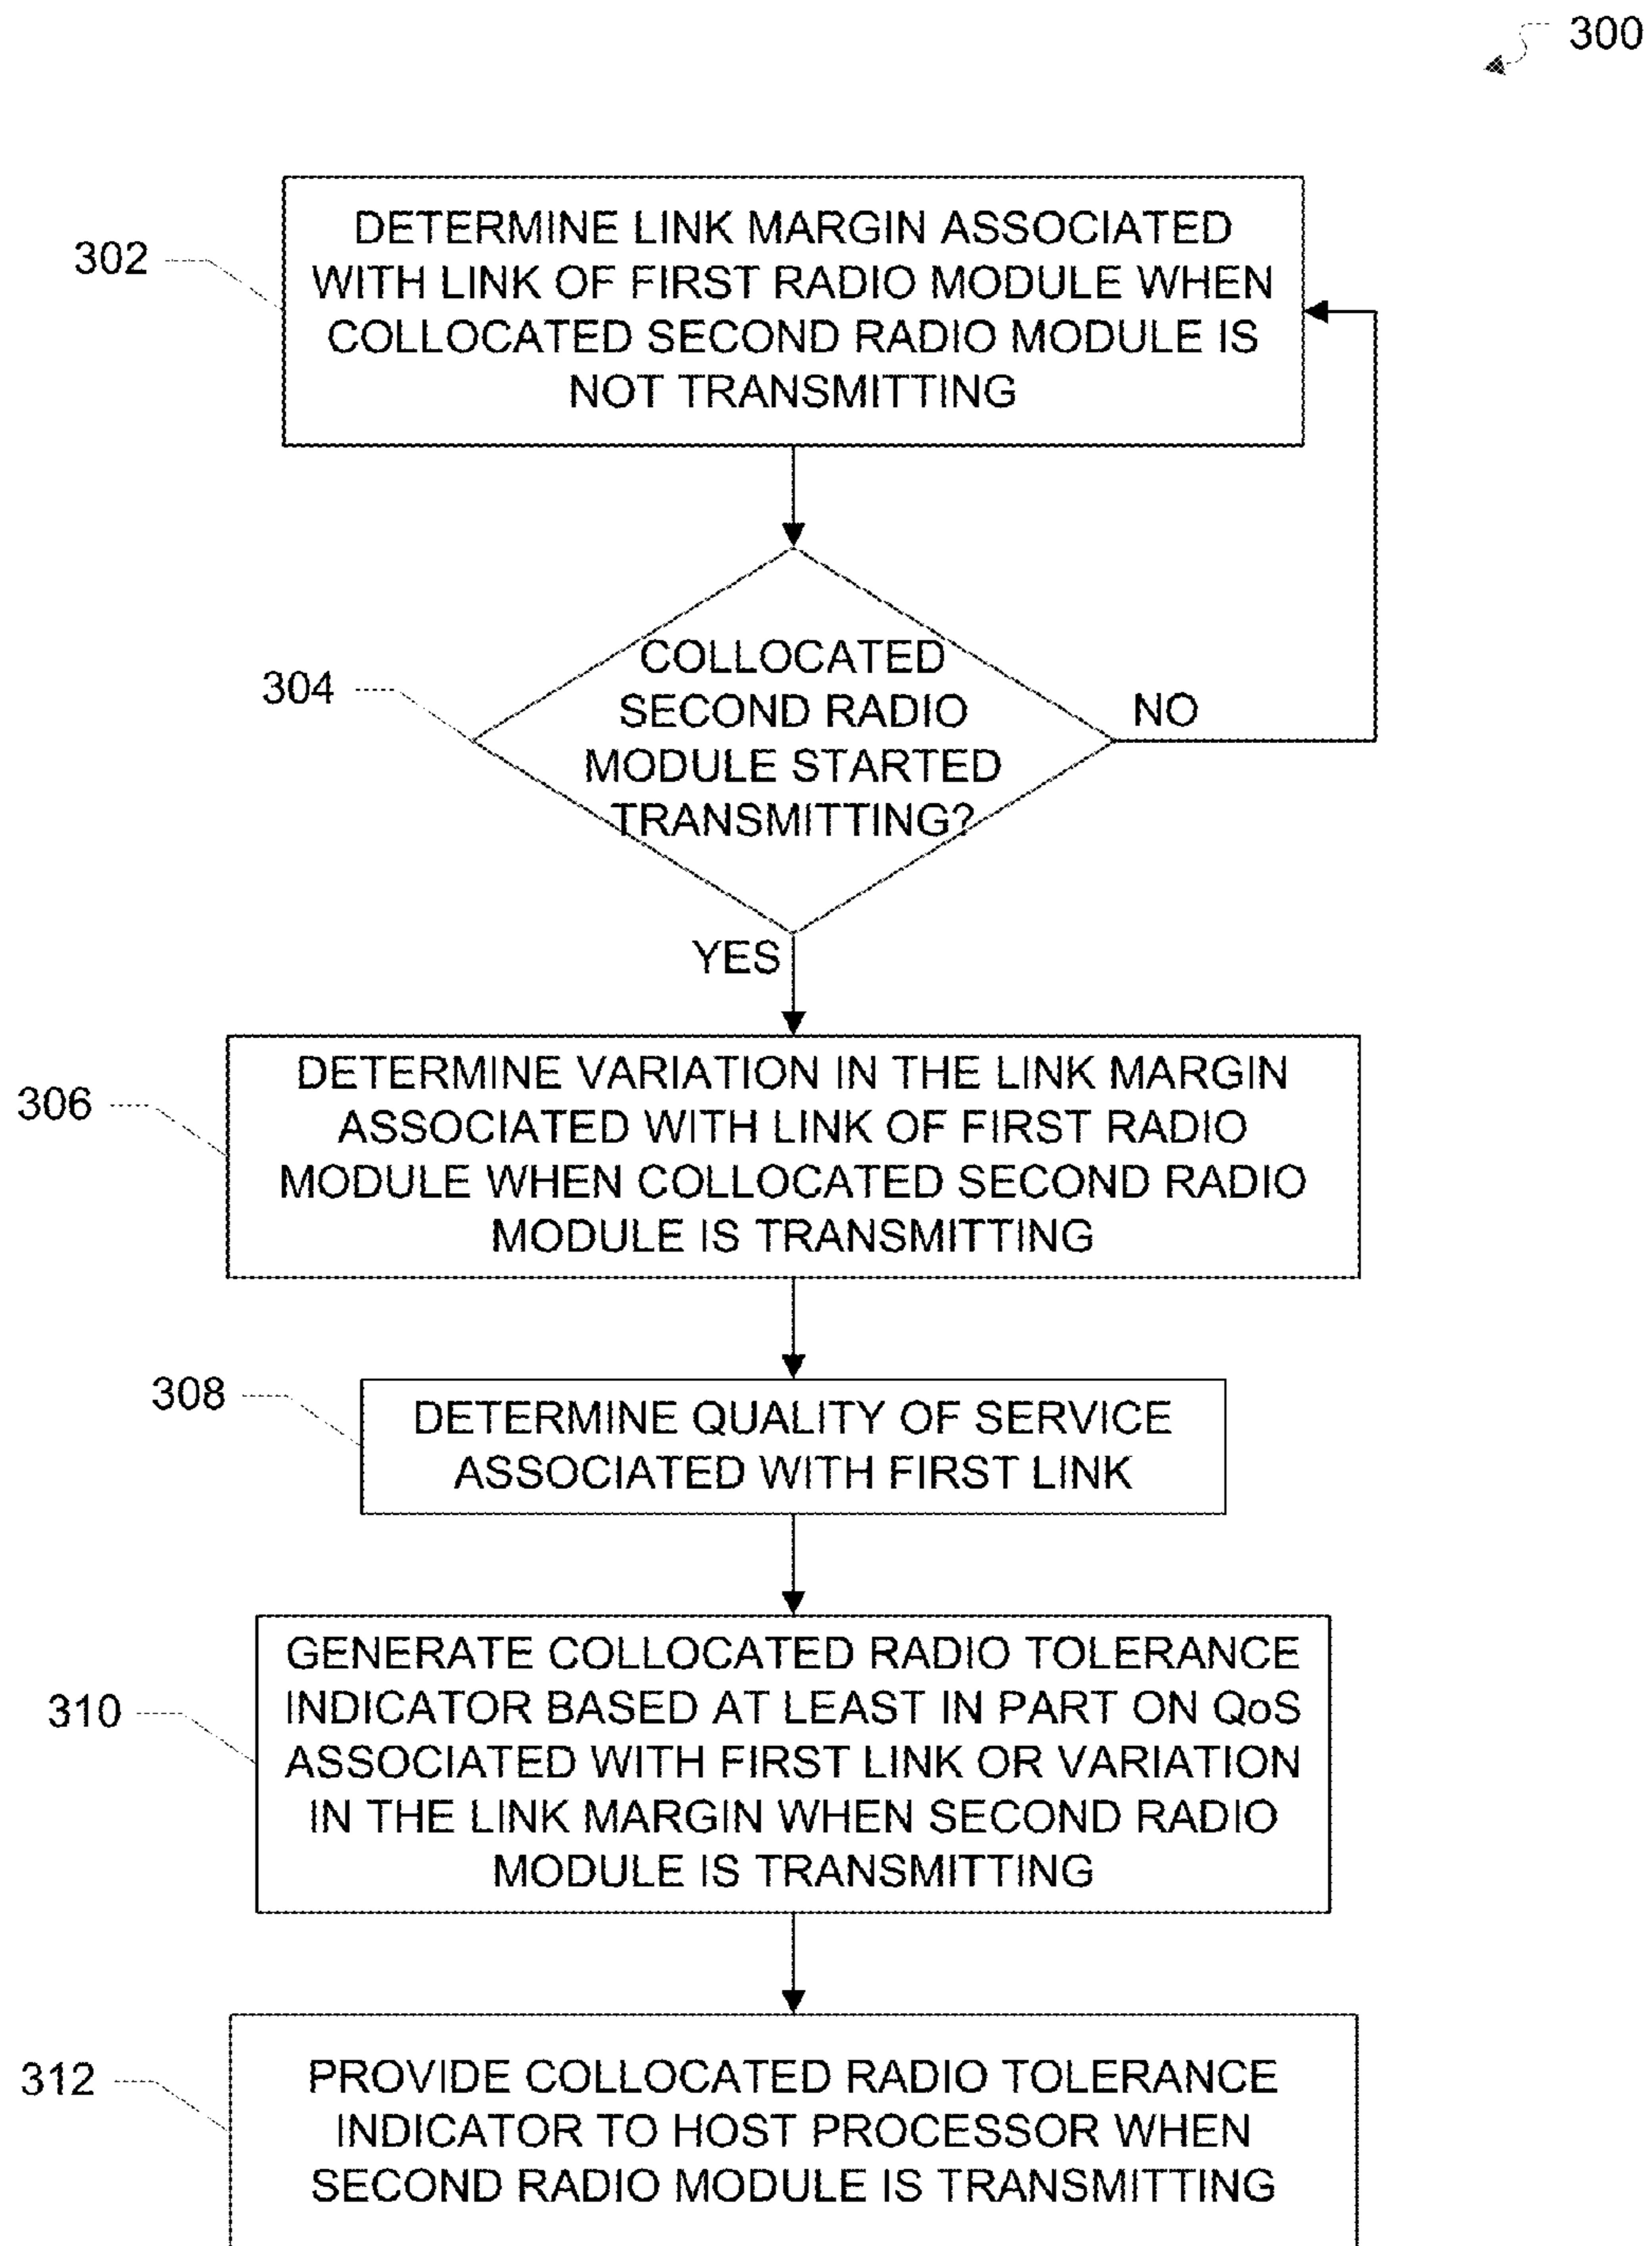 300
302
DETERMINE LINK MARGIN ASSOCIATED
WITH LINK OF FIRST RADIO MODULE WHEN
COLLOCATED SECOND RADIO MODULE IS
NOT TRANSMITTING
304
COLLOCATED
SECOND RADIO
MODULE STARTED
TRANSMITTING?
NO
YES
306
DETERMINE VARIATION IN THE LINK MARGIN
ASSOCIATED WITH LINK OF FIRST RADIO
MODULE WHEN COLLOCATED SECOND RADIO
MODULE IS TRANSMITTING
308
DETERMINE QUALITY OF SERVICE
ASSOCIATED WITH FIRST LINK
310
GENERATE COLLOCATED RADIO TOLERANCE
INDICATOR BASED AT LEAST IN PART ON QoS
ASSOCIATED WITH FIRST LINK OR VARIATION
IN THE LINK MARGIN WHEN SECOND RADIO
MODULE IS TRANSMITTING
312
PROVIDE COLLOCATED RADIO TOLERANCE
INDICATOR TO HOST PROCESSOR WHEN
SECOND RADIO MODULE IS TRANSMITTING